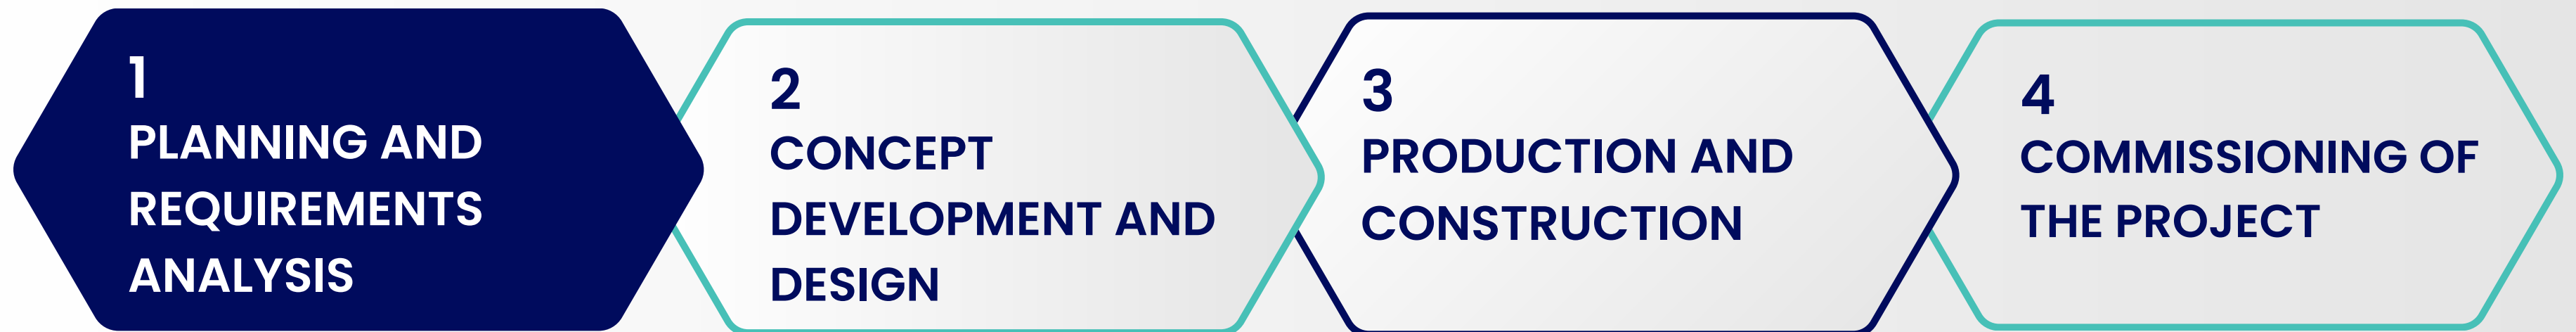 1
PLANNING AND
REQUIREMENTS
ANALYSIS
2
CONCEPT
DEVELOPMENT AND
DESIGN
3
PRODUCTION AND
CONSTRUCTION
4
COMMISSIONING OF
THE PROJECT